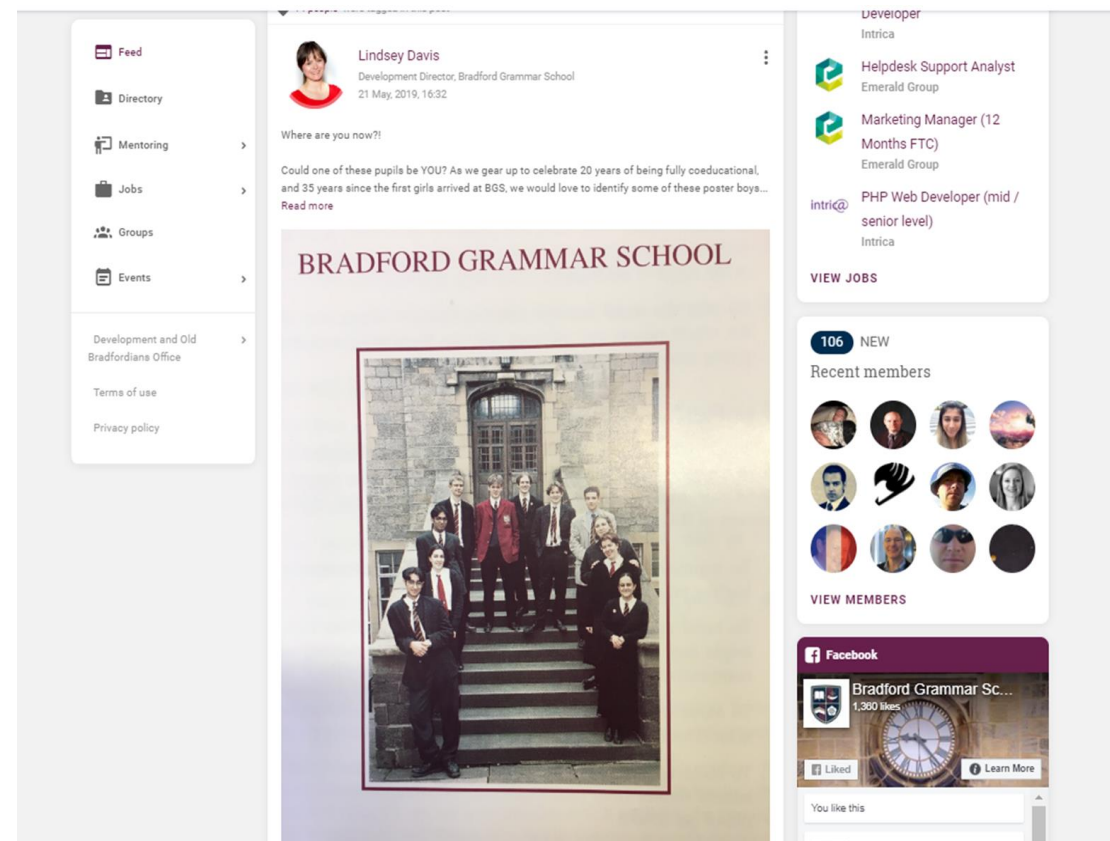 Feed
Directory
Mentoring
Jobs
Groups
Events
Development and Old
Bradfordians Office
Terms of use
Privacy policy
people
Lindsey Davis
Development Director, Bradford Grammar School
21 May, 2019, 16:32
Where are you now?!
Could one of these pupils be YOU? As we gear up to celebrate 20 years of being fully coeducational,
and 35 years since the first girls arrived at BGS, we would love to identify some of these poster boys...
Read more
BRADFORD GRAMMAR SCHOOL
Developer
Intrica
Helpdesk Support Analyst
Emerald Group
Marketing Manager (12
Months FTC)
Emerald Group
intric@
PHP Web Developer (mid /
senior level)
Intrica
VIEW JOBS
106 NEW
Recent members
VIEW MEMBERS
Facebook
Bradford Grammar Sc...
1,360 likes
Liked
Learn More
You like this